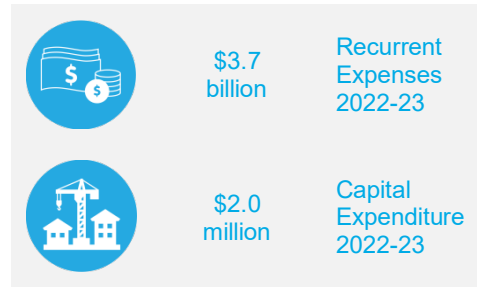 $
$
$3.7
billion
Recurrent
Expenses
2022-23
$2.0
million
Capital
Expenditure
2022-23